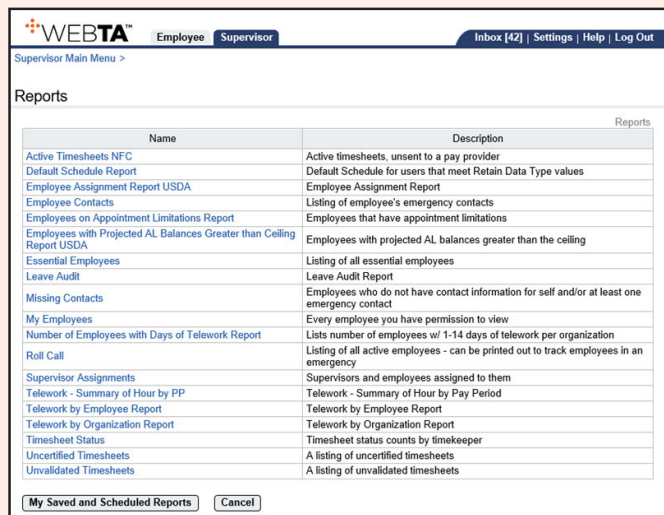 WEBTA™ Employee Supervisor Inbox [42] | Settings | Help | Log Out
Supervisor Main Menu >
Reports
Reports
Name Description
Active Timesheets NFC Active timesheets, unsent to a pay provider
Default Schedule Report Default Schedule for users that meet Retain Data Type values
Employee Assignment Report USDA Employee Assignment Report
Employee Contacts Listing of employee's emergency contacts
Employees on Appointment Limitations Report Employees that have appointment limitations
Employees with Projected AL Balances Greater than Ceiling
Report USDA Employees with projected AL balances greater than the ceiling
Essential Employees Listing of all essential employees
Leave Audit Leave Audit Report
Missing Contacts Employees who do not have contact information for self and/or at least one
emergency contact
My Employees Every employee you have permission to view
Number of Employees with Days of Telework Report Lists number of employees w/ 1-14 days of telework per organization
Roll Call Listing of all active employees - can be printed out to track employees in an
emergency
Supervisor Assignments Supervisors and employees assigned to them
Telework - Summary of Hour by PP Telework - Summary of Hour by Pay Period
Telework by Employee Report Telework by Employee Report
Telework by Organization Report Telework by Organization Report
Timesheet Status Timesheet status counts by timekeeper
Uncertified Timesheets A listing of uncertified timesheets
Unvalidated Timesheets A listing of unvalidated timesheets
My Saved and Scheduled Reports Cancel